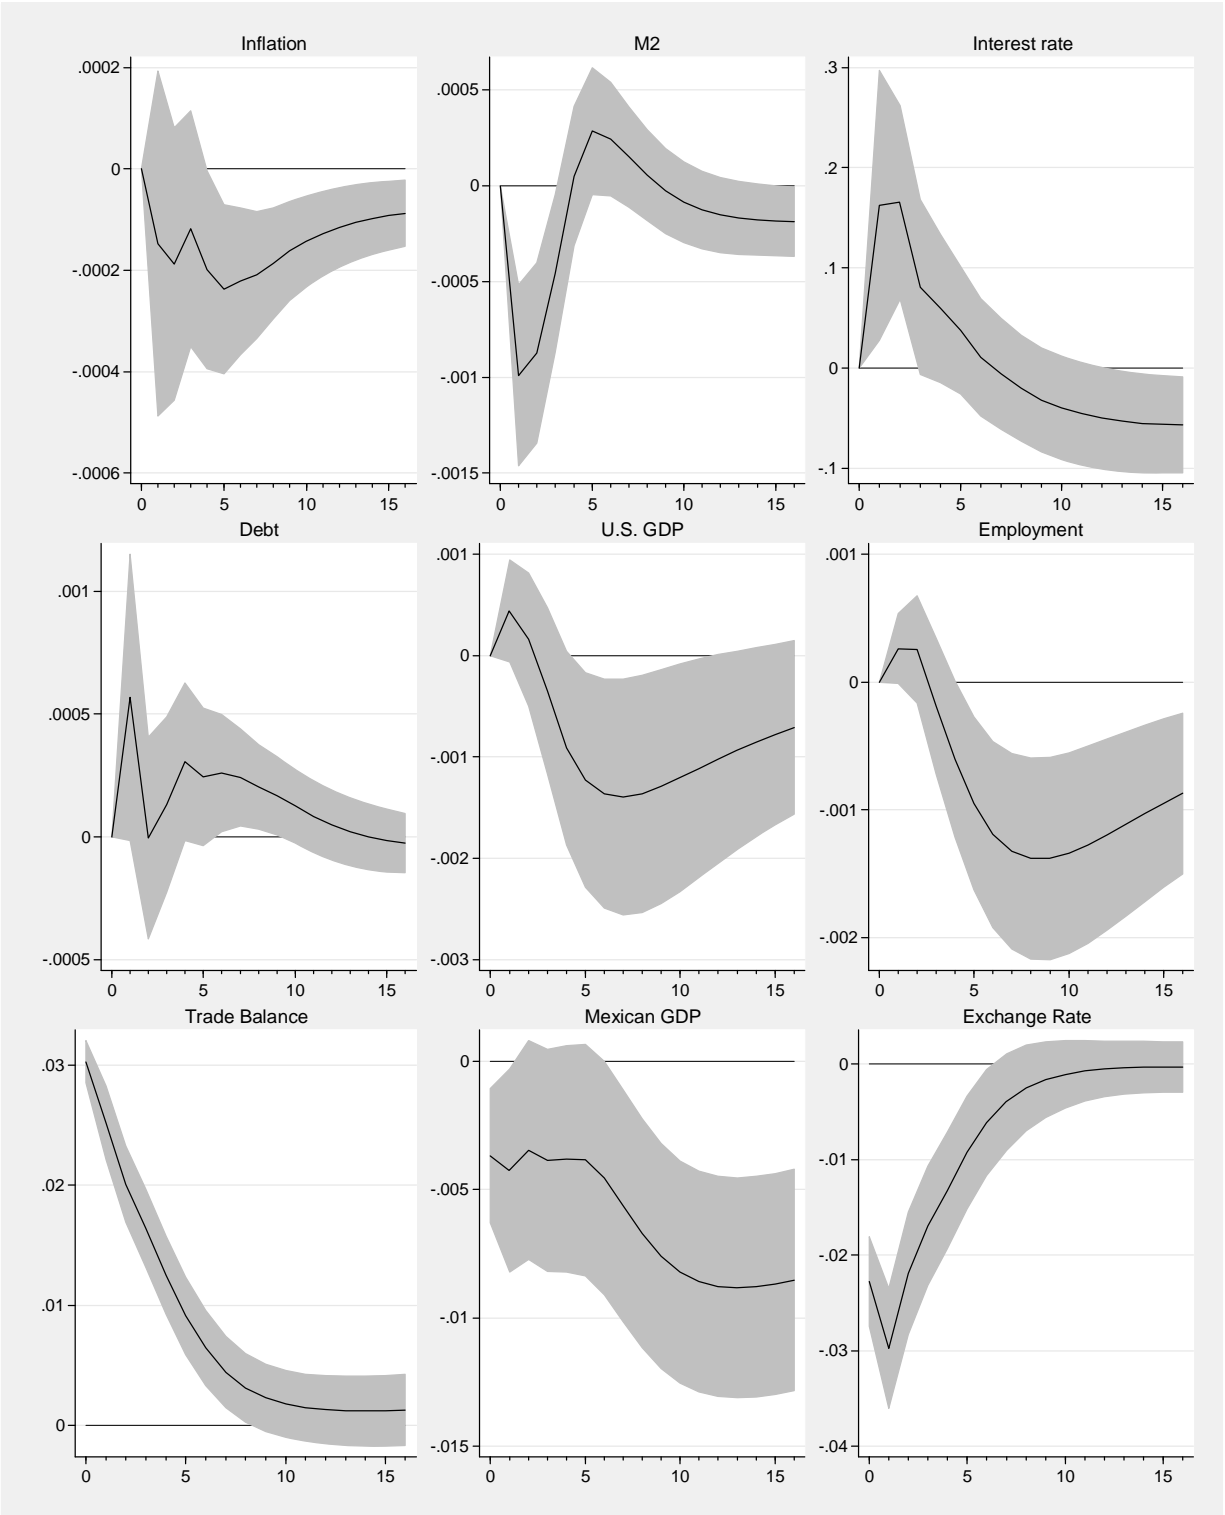 Inflation
.0002
0
-.0002
-.0004
-.0006
0 5 10 15
M2
.0005
0
-.0005
-.001
-.0015
0 5 10 15
Interest rate
.3
.2
.1
0
-.1
0 5 10 15
Debt
.001
.0005
0
-.0005
0 5 10 15
U.S. GDP
.001
0
-.001
-.002
-.003
0 5 10 15
Employment
.001
0
-.001
-.002
0 5 10 15
Trade Balance
.03
.02
.01
0
0 5 10 15
Mexican GDP
0
-.005
-.01
-.015
0 5 10 15
Exchange Rate
0
-.01
-.02
-.03
-.04
0 5 10 15